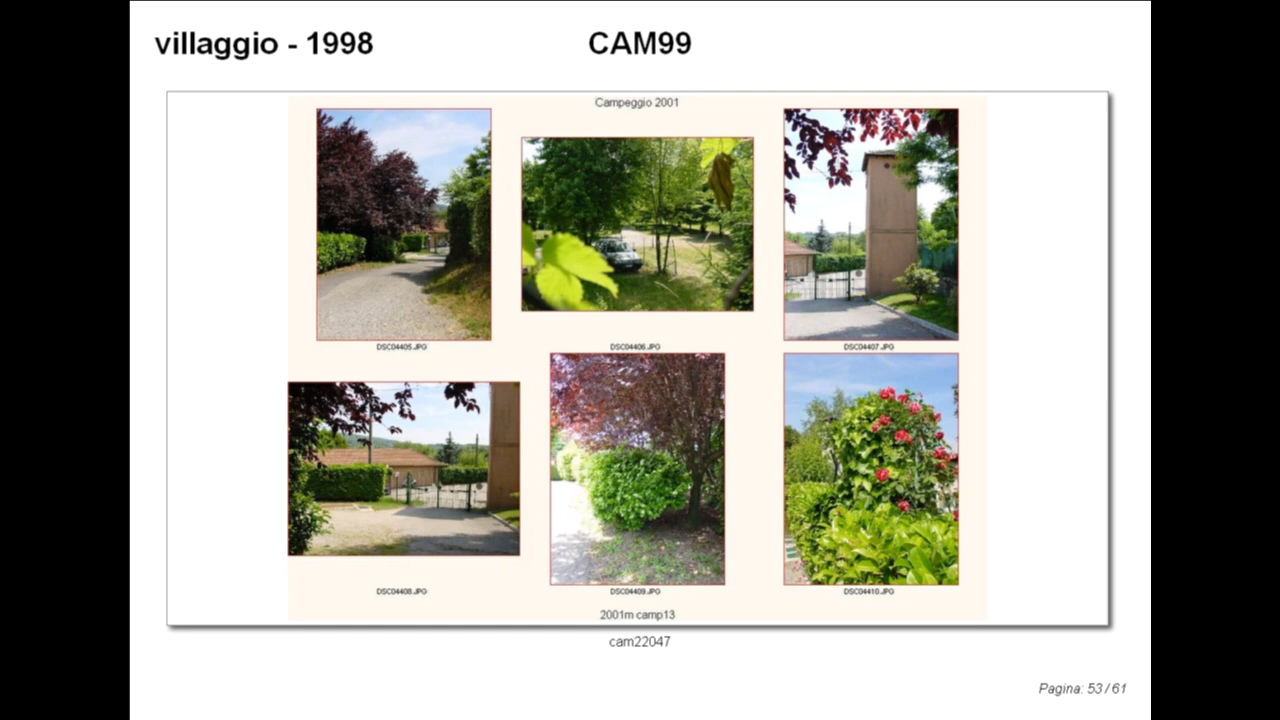 villaggio - 1998
CAM99
Campeggio 2001
DSC04405.JPG
DSC04406.JPG
DSC04407.JPG
DSC04408.JPG
DSC04409.JPG
DSC04410.JPG
2001m camp13
cam22047
Pagina: 53 / 61